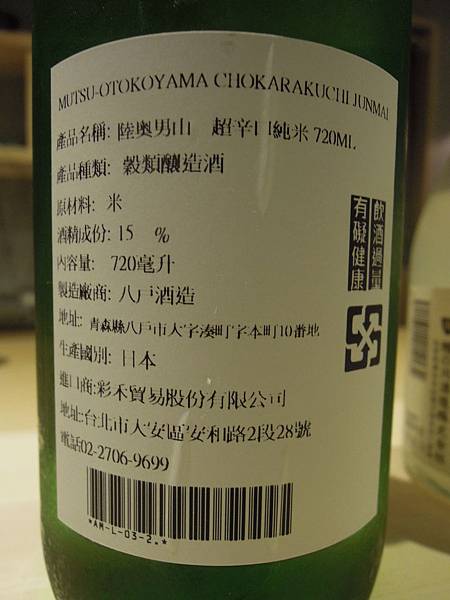 MUTSU-OTOKOYAMA CHOKARAKUCHI JUNMAI
產品名稱: 陸奧男山 超辛口純米 720ML
產品種類: 穀類釀造酒
原材料: 米
酒精成份: 15 %
內容量: 720毫升
製造廠商: 八戶酒造
地址: 青森縣八戶市大字湊町字本町10番地
生產國別: 日本
進口商:彩禾貿易股份有限公司
地址:台北市大安區安和路2段28號
電話02-2706-9699
*AM-L-03-2.*
飲酒過量
有礙健康